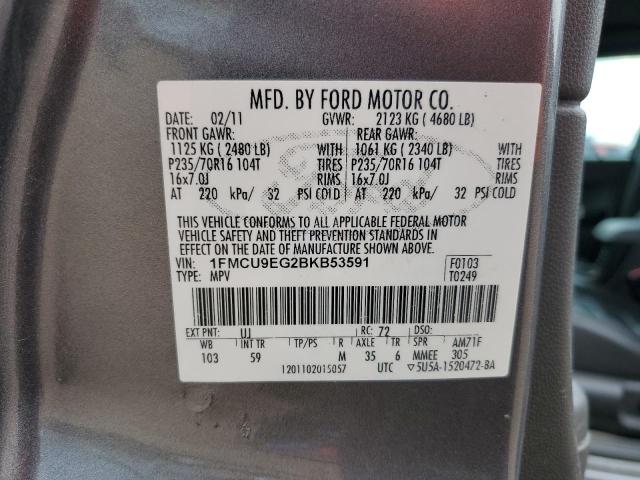 MFD. BY FORD MOTOR CO.
DATE: 02/11 GVWR: 2123 KG ( 4680 LB)
FRONT GAWR: REAR GAWR:
1125 KG ( 2480 LB) WITH 1061 KG ( 2340 LB) WITH
P235/70R16 104T TIRES P235/70R16 104T TIRES
16x7.0J RIMS 16x7.0J RIMS
AT 220 kPa/ 32 PSI COLD AT 220 kPa/ 32 PSI COLD
THIS VEHICLE CONFORMS TO ALL APPLICABLE FEDERAL MOTOR
VEHICLE SAFETY AND THEFT PREVENTION STANDARDS IN
EFFECT ON THE DATE OF MANUFACTURE SHOWN ABOVE.
VIN: 1FMCU9EG2BKB53591 F0103
TYPE: MPV T0249
EXT PNT: UJ RC: 72 DSO:
WB INT TR TP/PS R AXLE TR SPR AM71F
103 59 M 35 6 MMEE 305
1201102015057 UTC ▽5U5A-1520472-BA